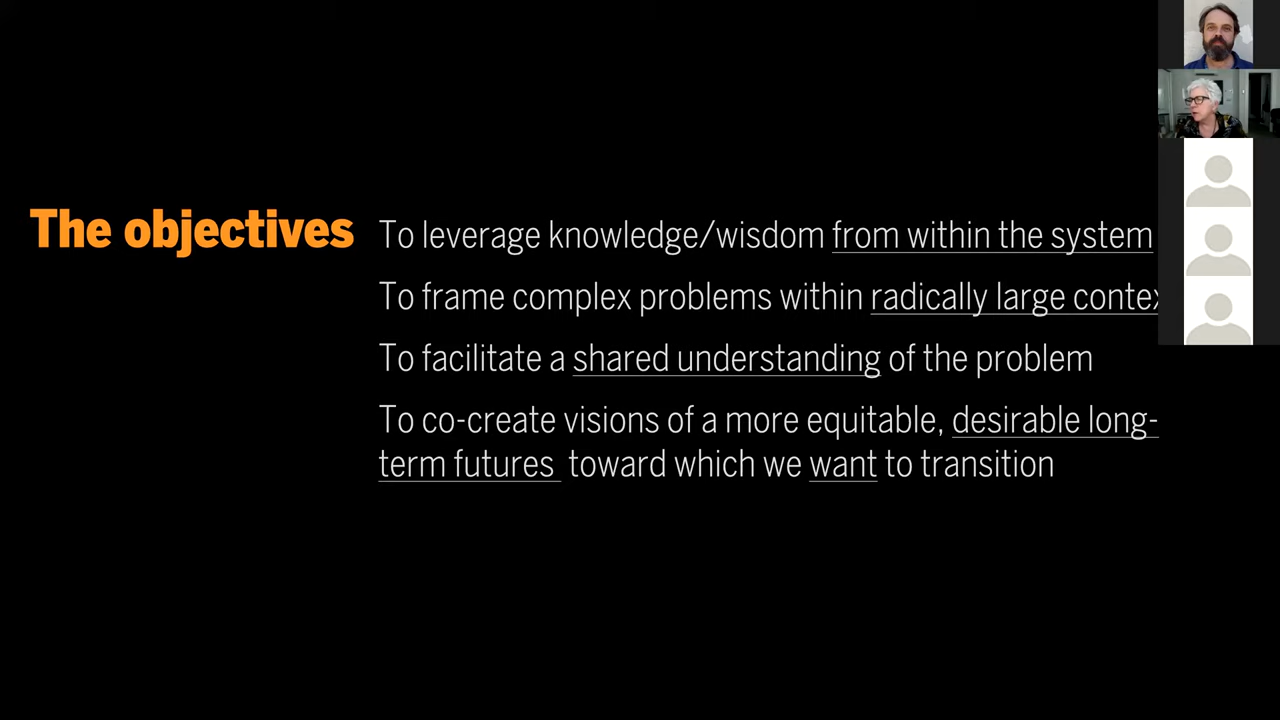 The objectives
To leverage knowledge/wisdom from within the system
To frame complex problems within radically large
To facilitate a shared understanding of the problem
To co-create visions of a more equitable, desirable long-
term futures toward which we want to transition